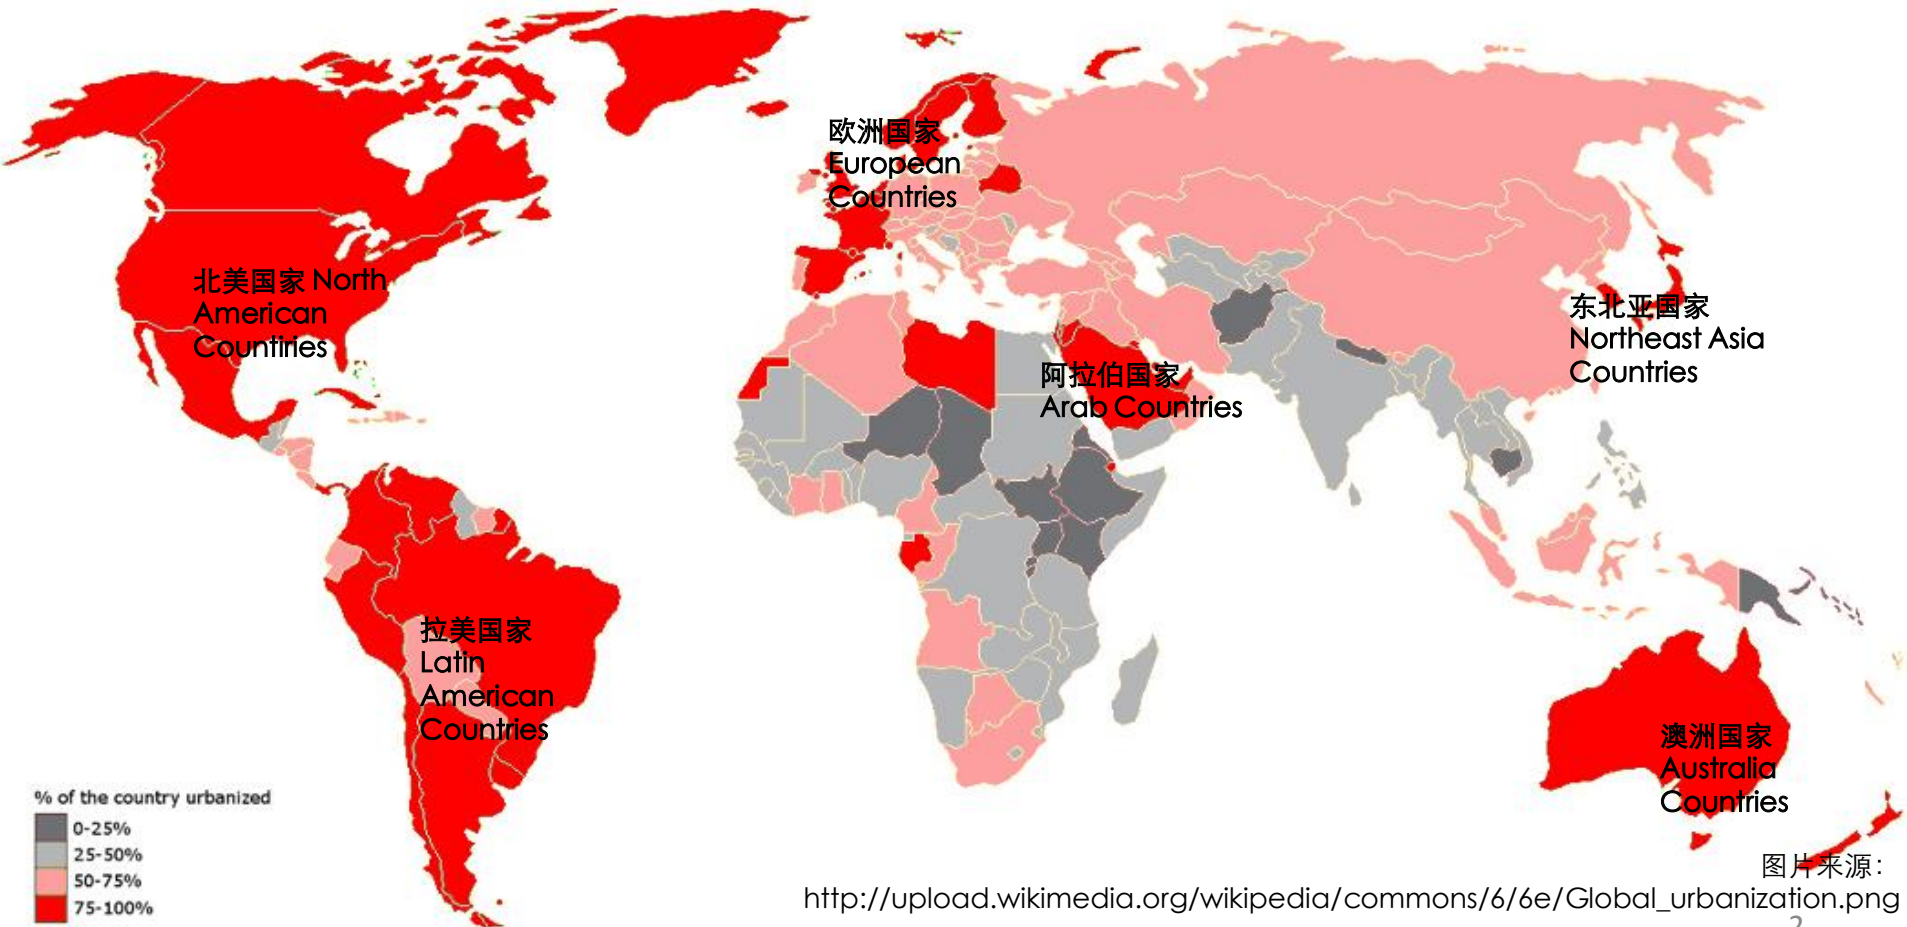 欧洲国家
European
Countries
北美国家 North
American
Countiries
东北亚国家
Northeast Asia
Countries
阿拉伯国家
Arab Countries
拉美国家
Latin
American
Countries
澳洲国家
Australia
Countries
% of the country urbanized
0-25%
25-50%
50-75%
75-100%
图片来源：
http://upload.wikimedia.org/wikipedia/commons/6/6e/Global_urbanization.png
2